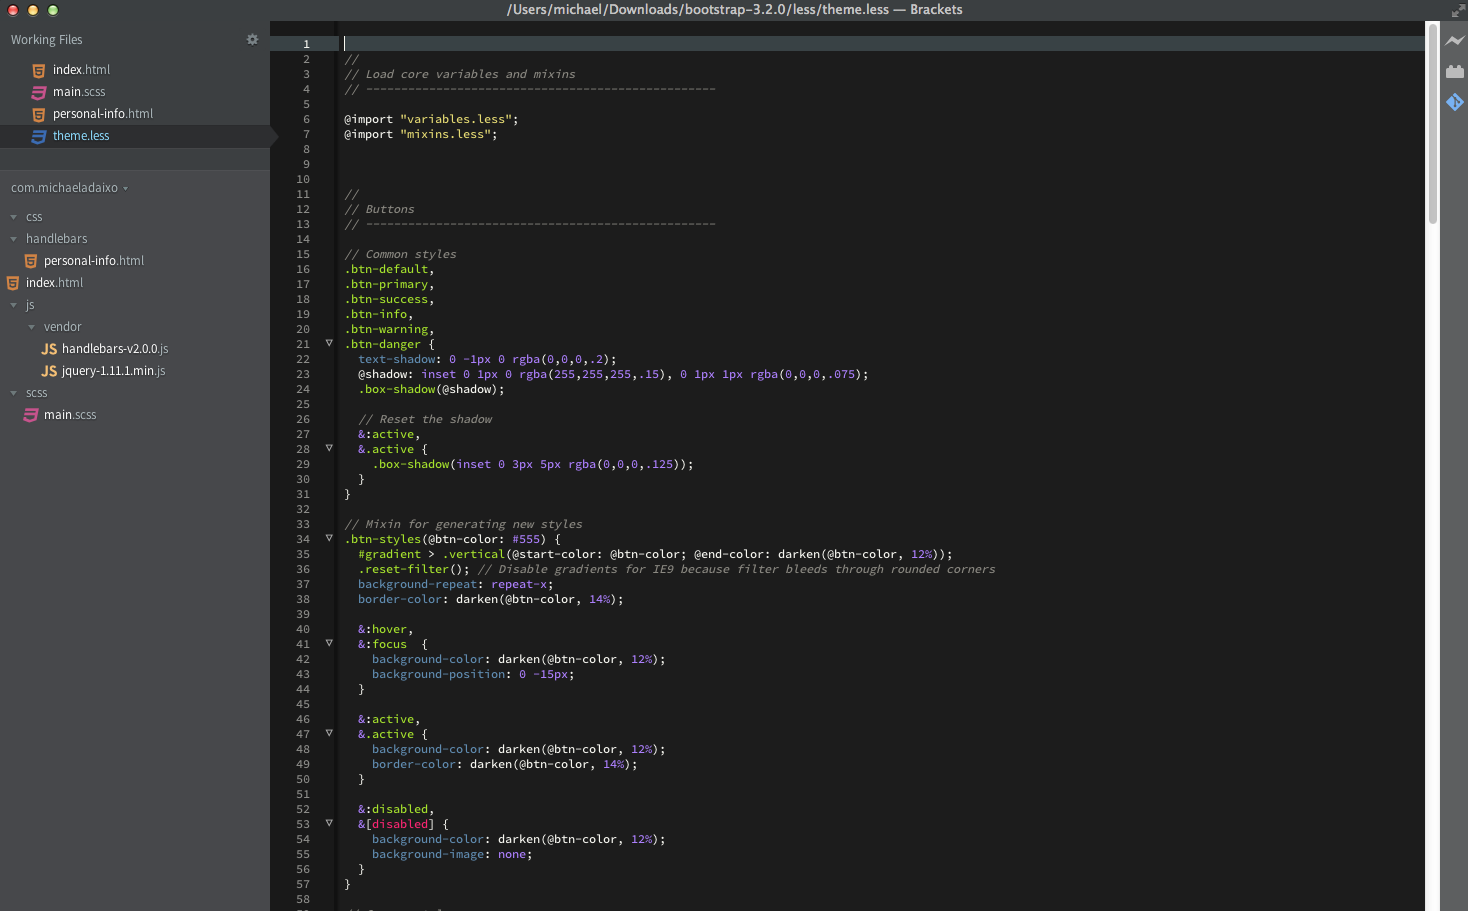 /Users/michael/Downloads/bootstrap-3.2.0/less/theme.less — Brackets
Working Files
index.html
main.scss
personal-info.html
theme.less
com.michaeladaixo
css
handlebars
personal-info.html
index.html
js
vendor
JS handlebars-v2.0.0.js
JS jquery-1.11.1.min.js
scss
main.scss
1
2 //
3 // Load core variables and mixins
4 // --------------------------------------------------
5
6 @import "variables.less";
7 @import "mixins.less";
8
9
10
11 //
12 // Buttons
13 // --------------------------------------------------
14
15 // Common styles
16 .btn-default,
17 .btn-primary,
18 .btn-success,
19 .btn-info,
20 .btn-warning,
21 .btn-danger {
22 text-shadow: 0 -1px 0 rgba(0,0,0,.2);
23 @shadow: inset 0 1px 0 rgba(255,255,255,.15), 0 1px 1px rgba(0,0,0,.075);
24 .box-shadow(@shadow);
25
26 // Reset the shadow
27 &:active,
28 &.active {
29 .box-shadow(inset 0 3px 5px rgba(0,0,0,.125));
30 }
31 }
32
33 // Mixin for generating new styles
34 .btn-styles(@btn-color: #555) {
35 #gradient > .vertical(@start-color: @btn-color; @end-color: darken(@btn-color, 12%));
36 .reset-filter(); // Disable gradients for IE9 because filter bleeds through rounded corners
37 background-repeat: repeat-x;
38 border-color: darken(@btn-color, 14%);
39
40 &:hover,
41 &:focus  {
42 background-color: darken(@btn-color, 12%);
43 background-position: 0 -15px;
44 }
45
46 &:active,
47 &.active {
48 background-color: darken(@btn-color, 12%);
49 border-color: darken(@btn-color, 14%);
50 }
51
52 &:disabled,
53 &[disabled] {
54 background-color: darken(@btn-color, 12%);
55 background-image: none;
56 }
57 }
58